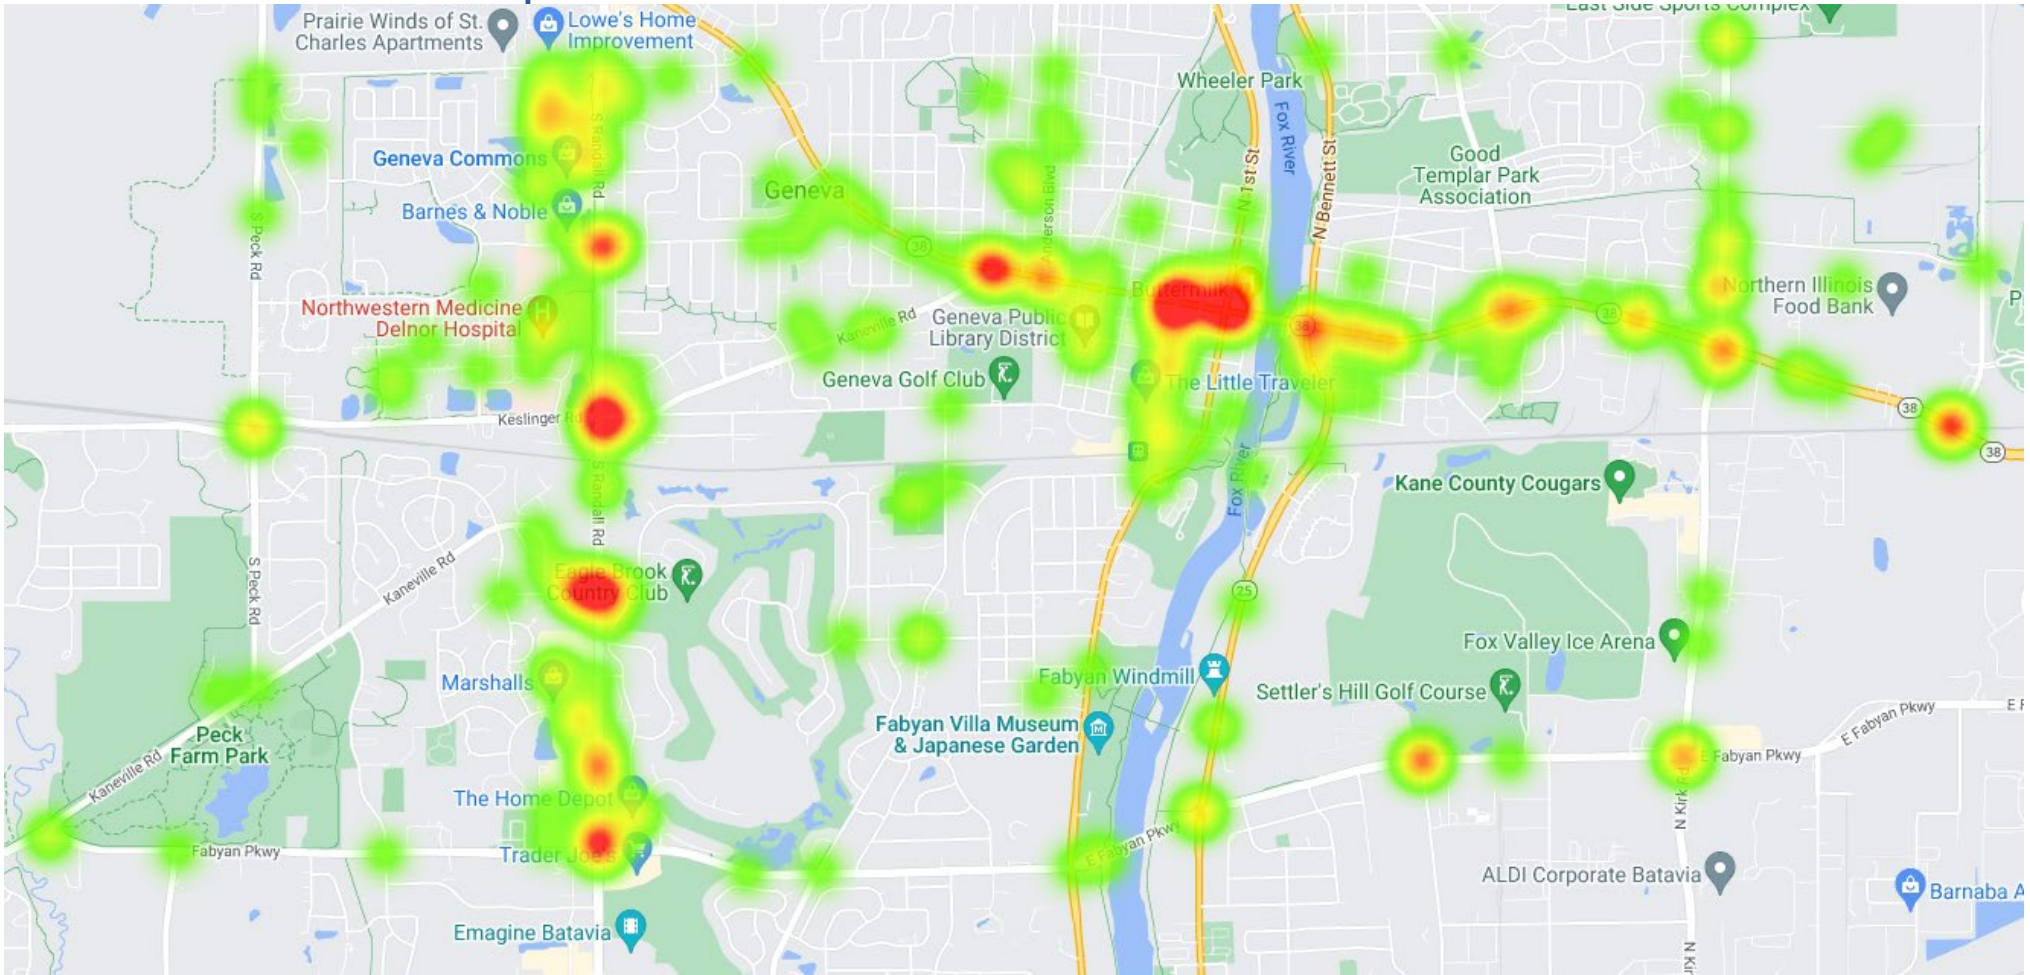 East Side Sports Complex
Prairie Winds of St.
Charles Apartments
Lowe's Home
Improvement
Wheeler Park
Fox River
S Randall Rd
Geneva Commons
Good
Templar Park
Association
Geneva
Anderson Blvd
N 1st St
N Bennett St
Barnes & Noble
S Peck Rd
38
Northwestern Medicine
Delnor Hospital
H
Buttermilk
Northern Illinois
Food Bank
P
Kaneville Rd
Geneva Public
Library District
38
38
Geneva Golf Club
The Little Traveler
Keslinger Rd
38
38
Fox River
S Randall Rd
Kane County Cougars
Kaneville Rd
S Peck Rd
Eagle Brook
Country Club
25
Fox Valley Ice Arena
Marshalls
Fabyan Windmill
Settler's Hill Golf Course
Peck
Farm Park
Fabyan Villa Museum
& Japanese Garden
M
E Fabyan Pkwy
E F
E Fabyan Pkwy
Kaneville Rd
The Home Depot
N Kirk Rd
Fabyan Pkwy
Trader Joe's
E Fabyan Pkwy
ALDI Corporate Batavia
Barnaba A
Emagine Batavia
N Kir